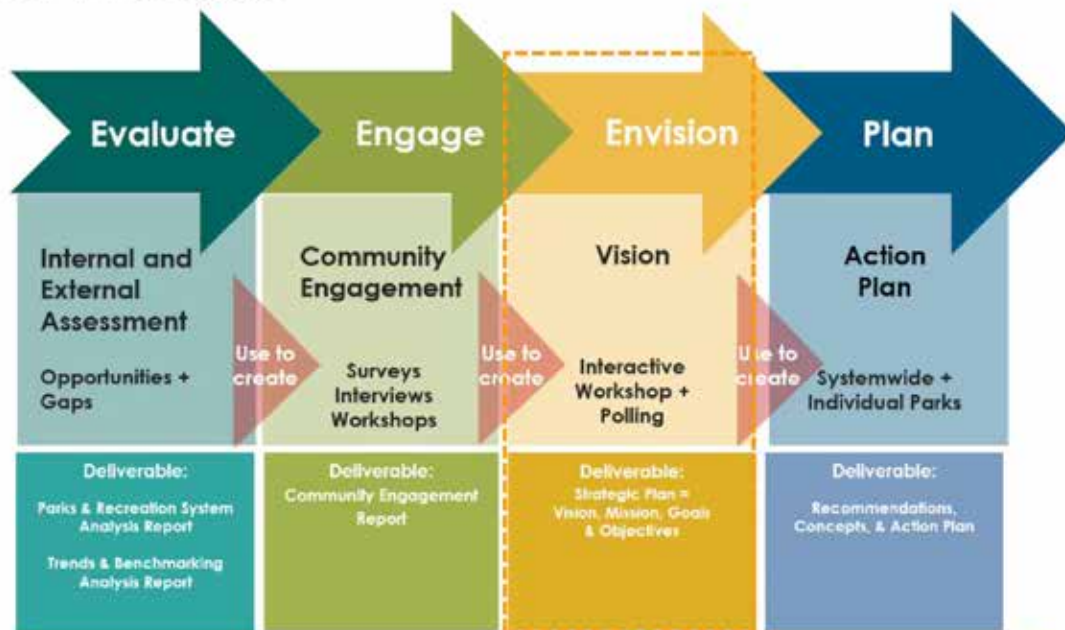 Evaluate
Engage
Envision
Plan
Internal and
External
Assessment
Opportunities +
Gaps
Use to
create
Community
Engagement
Surveys
Interviews
Workshops
Use to
create
Vision
Interactive
Workshop +
Polling
Use to
create
Action
Plan
Systemwide +
Individual Parks
Deliverable:
Parks & Recreation System
Analysis Report
Trends & Benchmarking
Analysis Report
Deliverable:
Community Engagement
Report
Deliverable:
Strategic Plan =
Vision, Mission, Goals
& Objectives
Deliverable:
Recommendations,
Concepts, & Action Plan